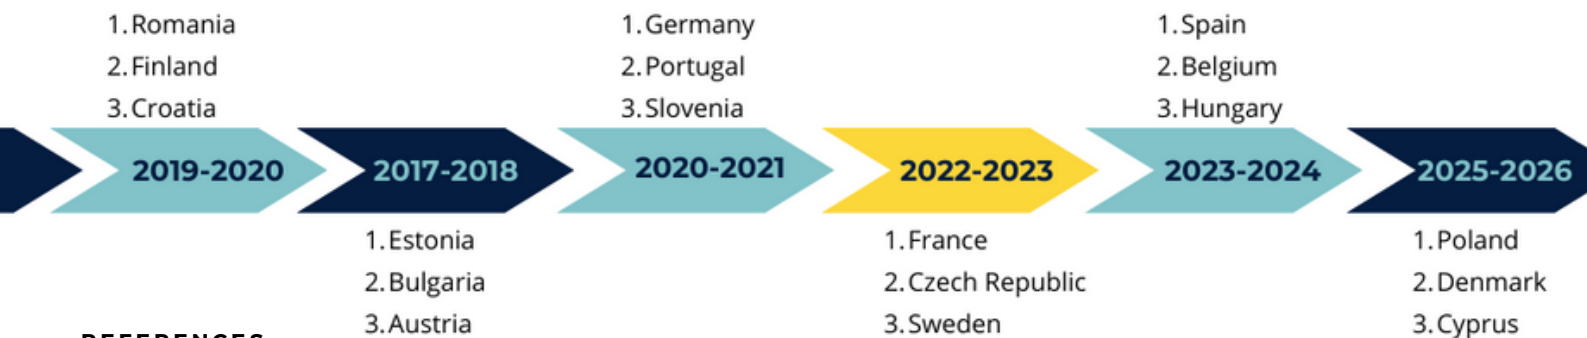 1. Romania
2. Finland
3. Croatia
1. Germany
2. Portugal
3. Slovenia
1. Spain
2. Belgium
3. Hungary
2019-2020
2017-2018
2020-2021
2022-2023
2023-2024
2025-2026
1. Estonia
2. Bulgaria
3. Austria
1. France
2. Czech Republic
3. Sweden
1. Poland
2. Denmark
3. Cyprus
REFERENCES